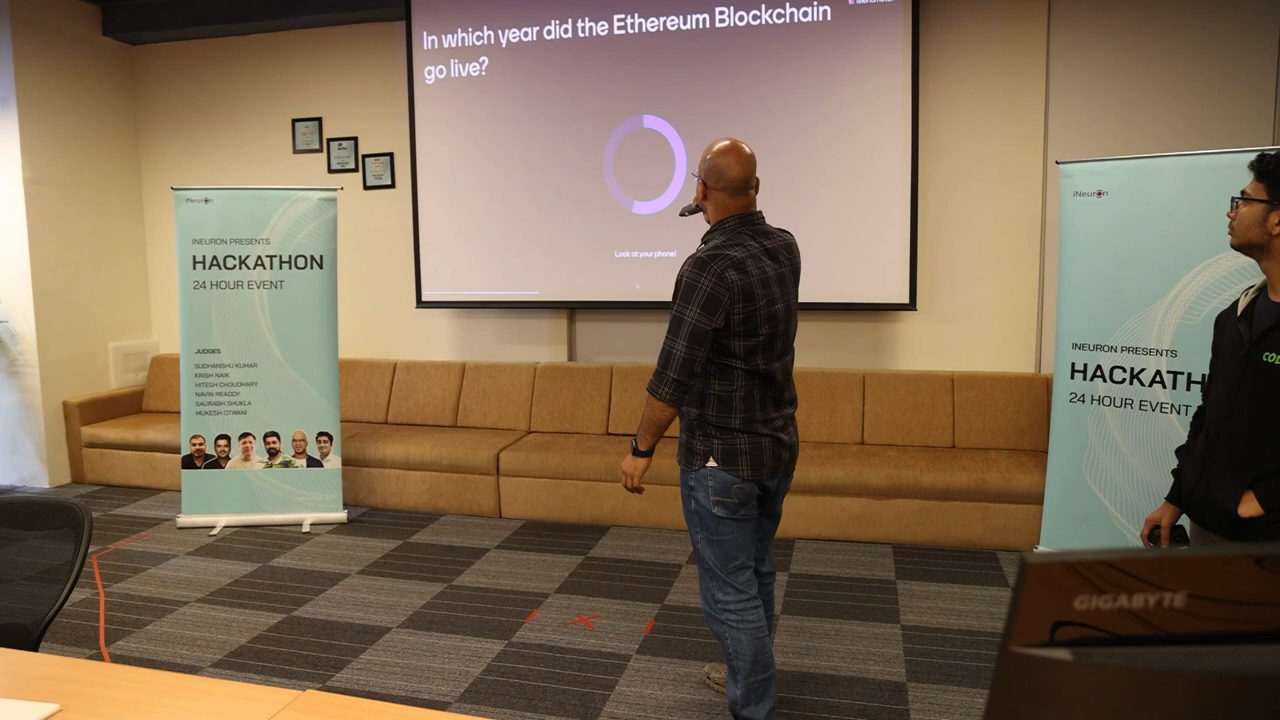 In which year did the Ethereum Blockchain
go live?
Look at your phone!
iNeuron
INEURON PRESENTS
HACKATHON
24 HOUR EVENT
JUDGES
SUDHANSHU KUMAR
KRISH NAIK
HITESH CHOUDHARY
NAVIN READDY
SAURABH SHUKLA
MUKESH OTWANI
iNeuron
INEURON PRESENTS
HACKATH
24 HOUR EVENT
GIGABYTE